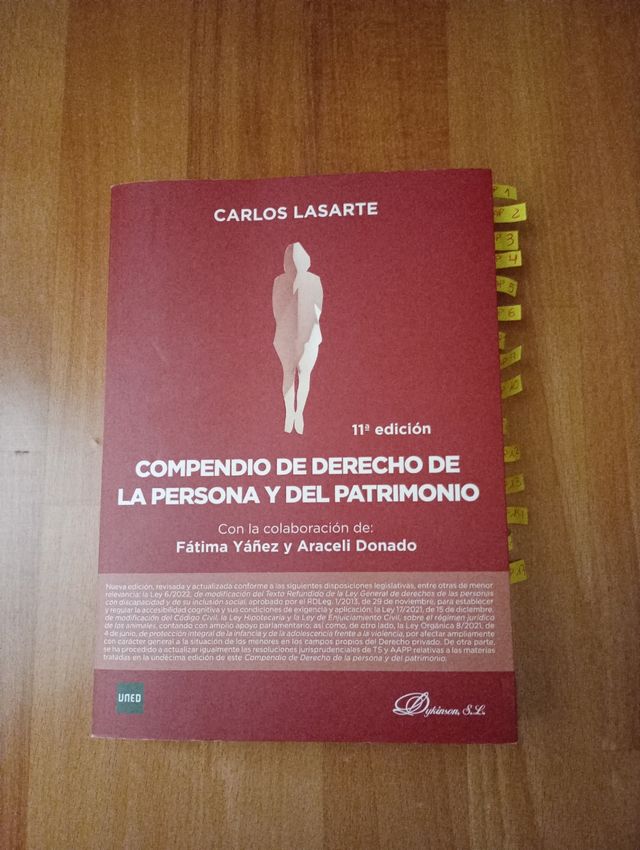 CARLOS LASARTE
11ª edición
COMPENDIO DE DERECHO DE
LA PERSONA Y DEL PATRIMONIO
Con la colaboración de:
Fátima Yáñez y Araceli Donado
Nueva edición, revisada y actualizada conforme a las siguientes disposiciones legislativas, entre otras de menor
relevancia: la Ley 6/2022, de modificación del Texto Refundido de la Ley General de derechos de las personas
con discapacidad y de su inclusión social, aprobado por el RDLeg. 1/2013, de 29 de noviembre, para establecer
y regular la accesibilidad cognitiva y sus condiciones de exigencia y aplicación; la Ley 17/2021, de 15 de diciembre,
de modificación del Código Civil, la Ley Hipotecaria y la Ley de Enjuiciamiento Civil, sobre el régimen jurídico
de los animales, contando con amplio apoyo parlamentario; así como, de otro lado, la Ley Orgánica 8/2021, de
4 de junio, de protección integral de la infancia y de la adolescencia frente a la violencia, por afectar ampliamente
con carácter general a la situación de los menores en los campos propios del Derecho privado. De otra parte,
se ha procedido a actualizar igualmente las resoluciones jurisprudenciales de TS y AAPP relativas a las materias
tratadas en la undécima edición de este Compendio de Derecho de la persona y del patrimonio.
UNED
Dykinson, S.L.
1
2
3
4
5
6
10